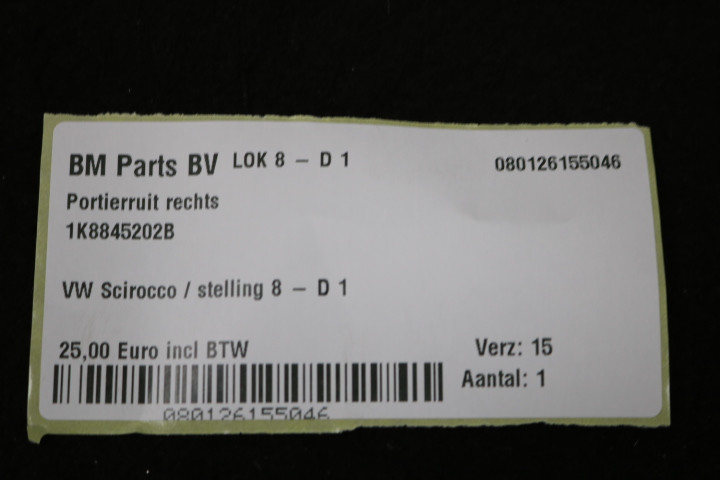 BM Parts BV LOK 8 – D 1 080126155046
Portierruit rechts
1K8845202B
VW Scirocco / stelling 8 – D 1
25,00 Euro incl BTW Verz: 15
Aantal: 1
080126155046